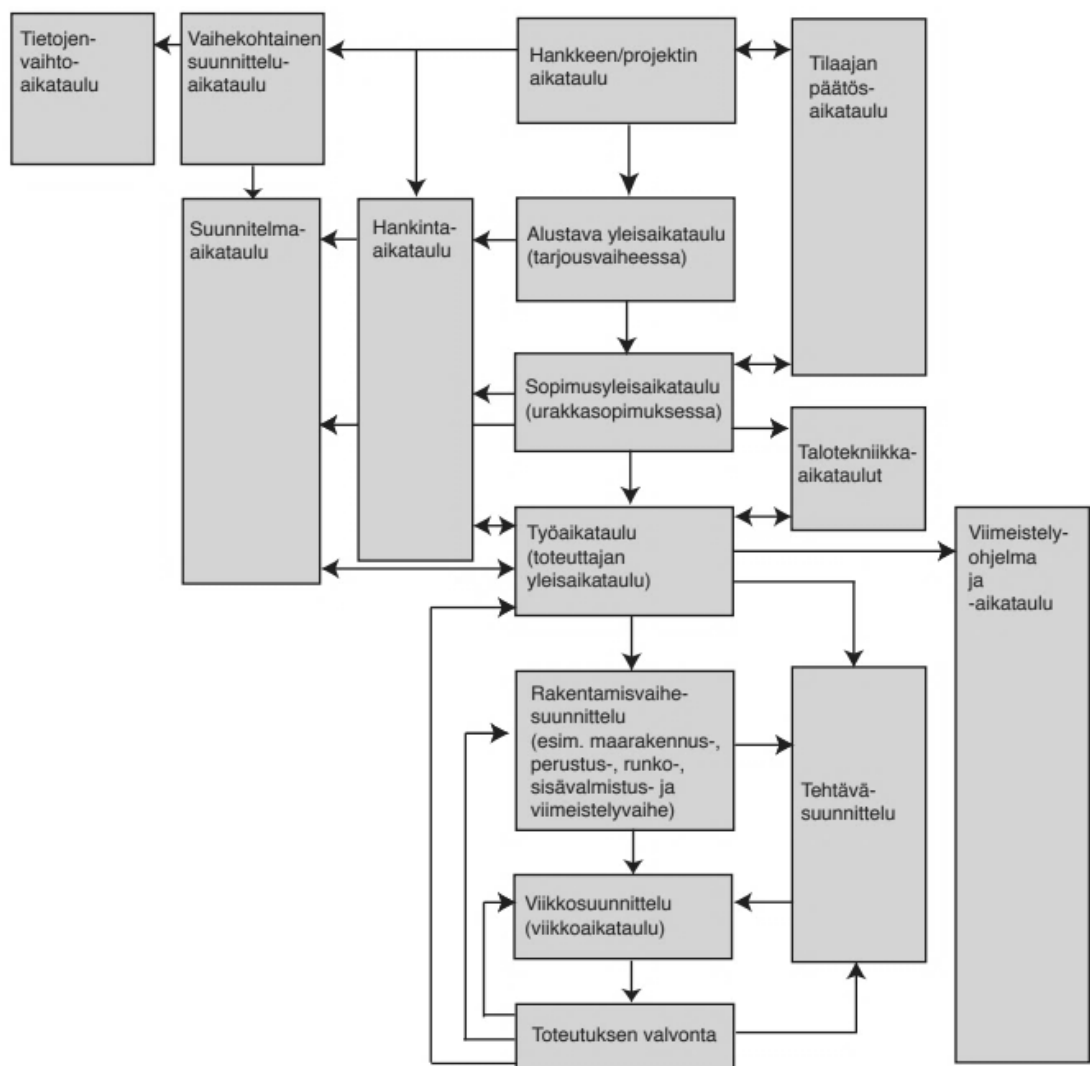 Tietojen-
vaihto-
aikataulu
Vaihekohtainen
suunnittelu-
aikataulu
Hankkeen/projektin
aikataulu
Tilaajan
päätös-
aikataulu
Suunnitelma-
aikataulu
Hankinta-
aikataulu
Alustava yleisaikataulu
(tarjousvaiheessa)
Sopimusyleisaikataulu
(urakkasopimuksessa)
Talotekniikka-
aikataulut
Työaikataulu
(toteuttajan
yleisaikataulu)
Viimeistely-
ohjelma
ja
-aikataulu
Rakentamisvaihe-
suunnittelu
(esim. maarakennus-,
perustus-, runko-,
sisävalmistus- ja
viimeistelyvaihe)
Tehtävä-
suunnittelu
Viikkosuunnittelu
(viikkoaikataulu)
Toteutuksen valvonta